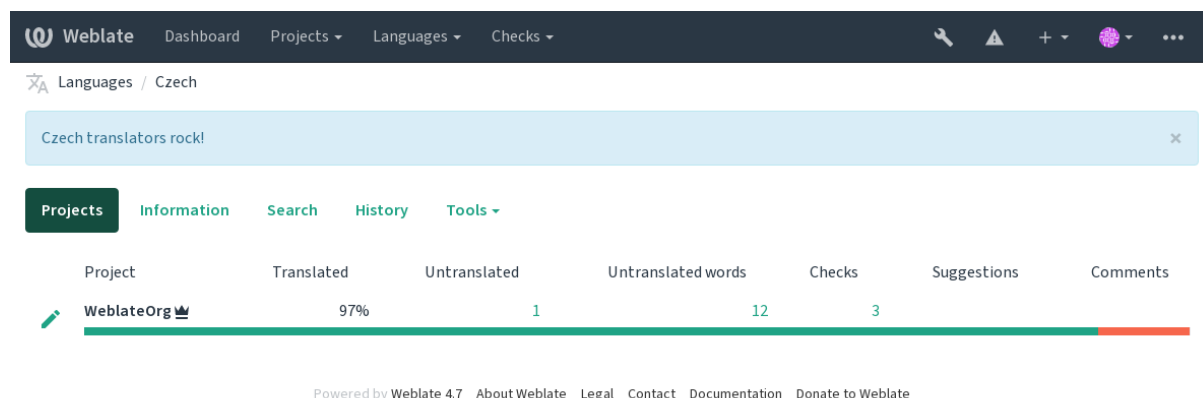 Weblate Dashboard Projects Languages Checks
Languages / Czech
Czech translators rock! ×
Projects Information Search History Tools
Project Translated Untranslated Untranslated words Checks Suggestions Comments
WeblateOrg 97% 1 12 3
Powered by Weblate 4.7 About Weblate Legal Contact Documentation Donate to Weblate